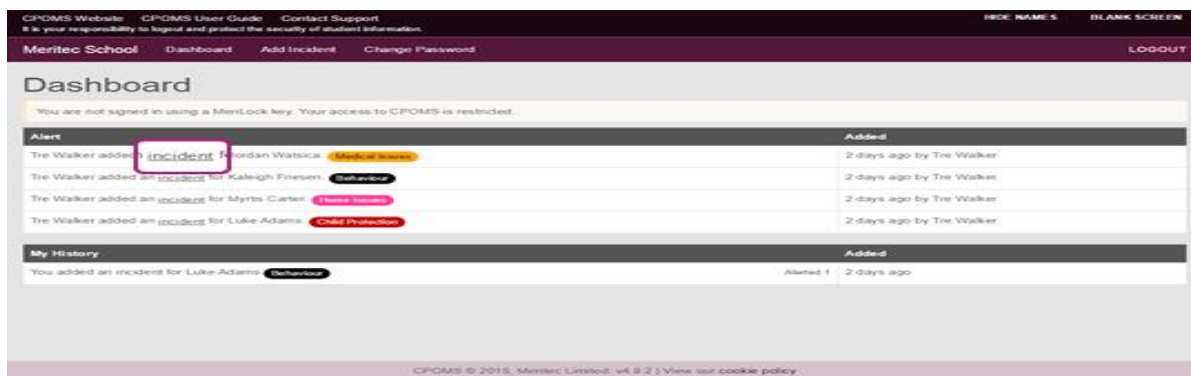 CPOMS Website CPOMS User Guide Contact Support HIDE NAMES BLANK SCREEN
It is your responsibility to logout and protect the security of student information.
Meritec School Dashboard Add Incident Change Password LOGOUT
Dashboard
You are not signed in using a MeriLock key. Your access to CPOMS is restricted.
Alert Added
Tre Walker added incident Jordan Watsica. Medical Issues 2 days ago by Tre Walker
Tre Walker added an incident for Kaleigh Friesen. Behaviour 2 days ago by Tre Walker
Tre Walker added an incident for Myrtis Carter. Home Issues 2 days ago by Tre Walker
Tre Walker added an incident for Luke Adams. Child Protection 2 days ago by Tre Walker
My History Added
You added an incident for Luke Adams Behaviour Alerted 1 2 days ago
CPOMS © 2015, Meritec Limited. v4.8.2 | View our cookie policy